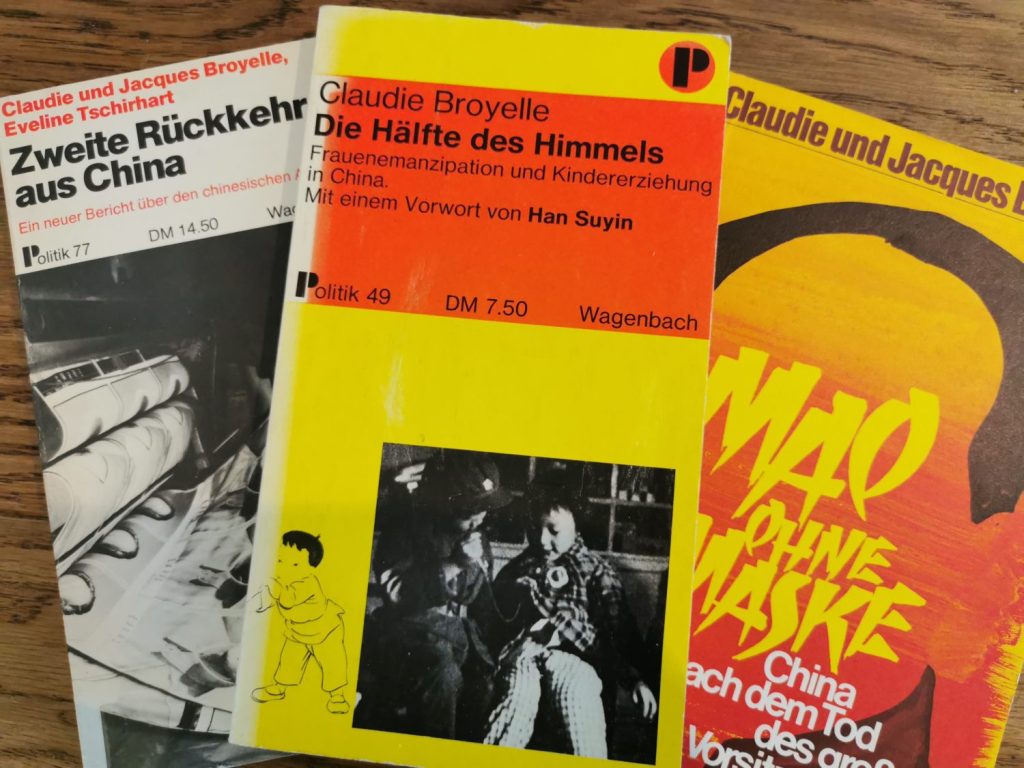 Claudie und Jacques Broyelle,
Eveline Tschirhart
Zweite Rückkehr
aus China
Ein neuer Bericht über den chinesischen
Politik 77
DM 14.50
P
Claudie Broyelle
Die Hälfte des Himmels
Frauenemanzipation und Kindererziehung
in China.
Mit einem Vorwort von Han Suyin
Politik 49
DM 7.50
Wagenbach
Claudie und Jacques
MAO
OHNE
MASKE
China
dem Tod
des